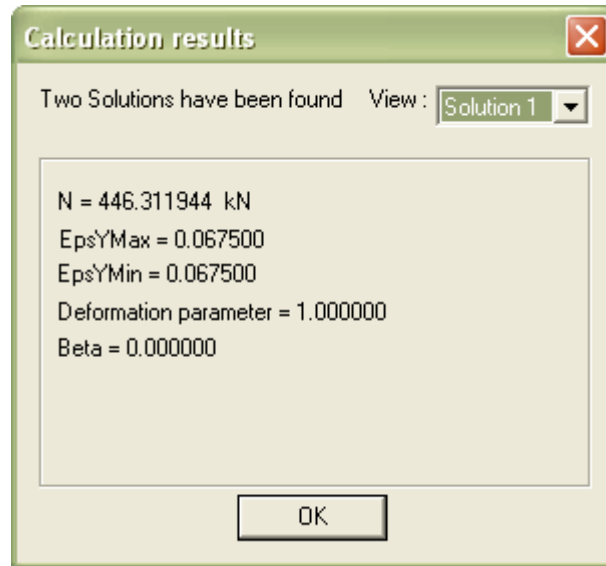 Calculation results
Two Solutions have been found View : Solution 1
N = 446.311944 kN
EpsYMax = 0.067500
EpsYMin = 0.067500
Deformation parameter = 1.000000
Beta = 0.000000
OK